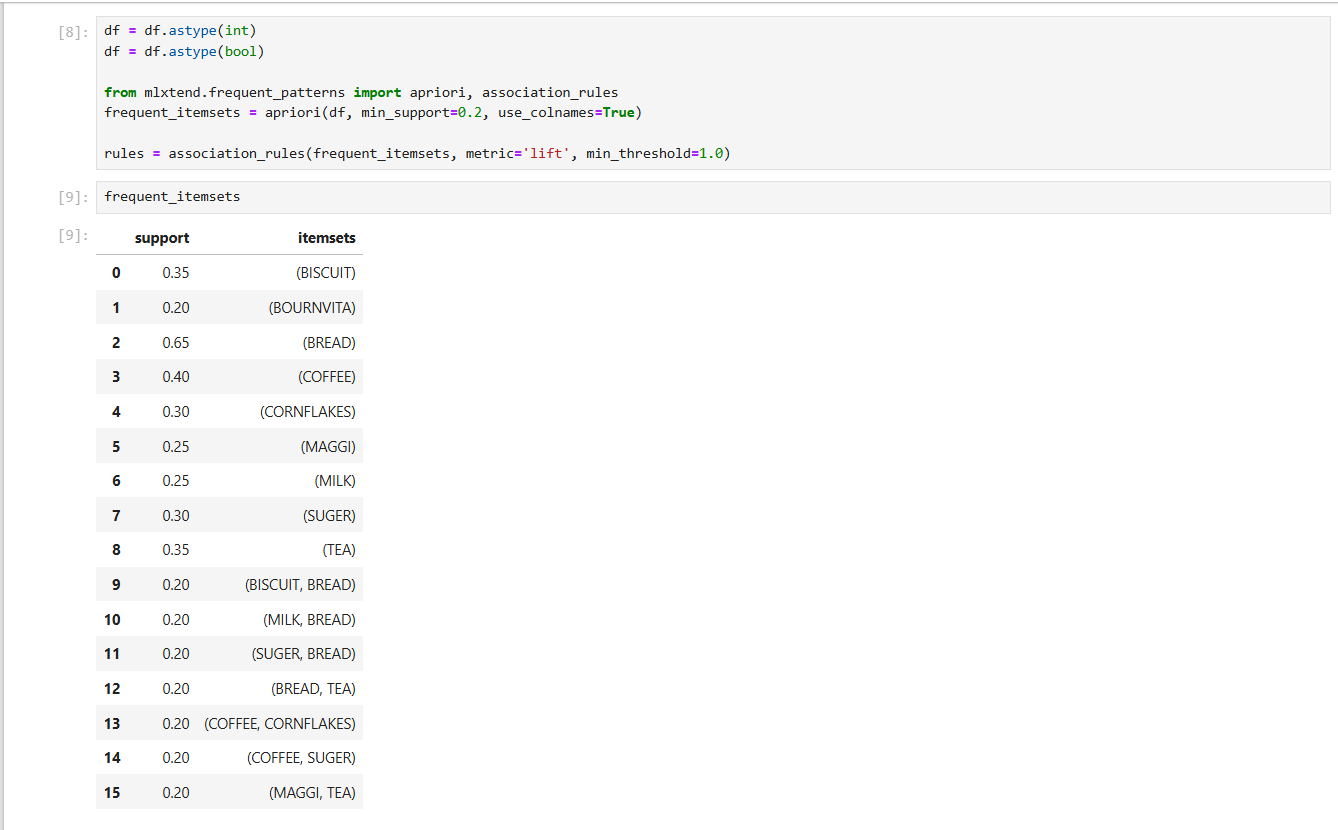 [8]: df = df.astype(int)
df = df.astype(bool)
from mlxtend.frequent_patterns import apriori, association_rules
frequent_itemsets = apriori(df, min_support=0.2, use_colnames=True)
rules = association_rules(frequent_itemsets, metric='lift', min_threshold=1.0)
[9]: frequent_itemsets
[9]: support itemsets
0 0.35 (BISCUIT)
1 0.20 (BOURNVITA)
2 0.65 (BREAD)
3 0.40 (COFFEE)
4 0.30 (CORNFLAKES)
5 0.25 (MAGGI)
6 0.25 (MILK)
7 0.30 (SUGER)
8 0.35 (TEA)
9 0.20 (BISCUIT, BREAD)
10 0.20 (MILK, BREAD)
11 0.20 (SUGER, BREAD)
12 0.20 (BREAD, TEA)
13 0.20 (COFFEE, CORNFLAKES)
14 0.20 (COFFEE, SUGER)
15 0.20 (MAGGI, TEA)